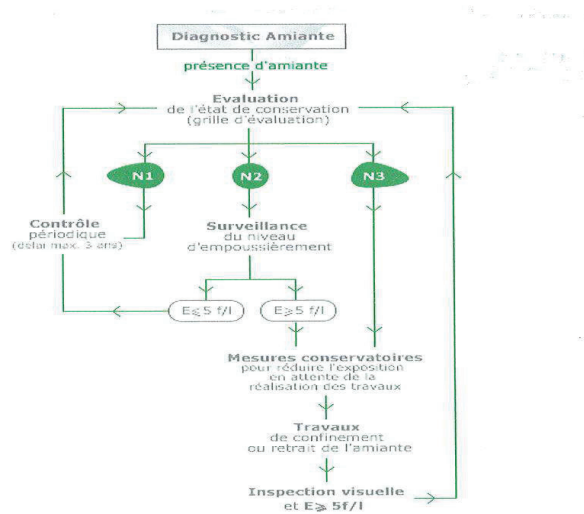 Diagnostic Amiante
présence d'amiante
Evaluation
de l'état de conservation
(grille d'évaluation)
N1
N2
N3
Contrôle
périodique
(delai max. 3 ans)
Surveillance
du niveau
d'empoussièrement
E⩽5 f/l
E⩾5 f/l
Mesures conservatoires
pour réduire l'exposition
en attente de la
réalisation des travaux
Travaux
de confinement
ou retrait de l'amiante
Inspection visuelle
et E⩾ 5f/l